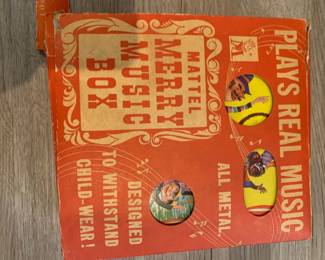 PLAYS REAL MUSIC
MATTEL
MERRY
MUSIC
BOX
ALL METAL
DESIGNED
TO WITHSTAND
CHILD-WEAR!